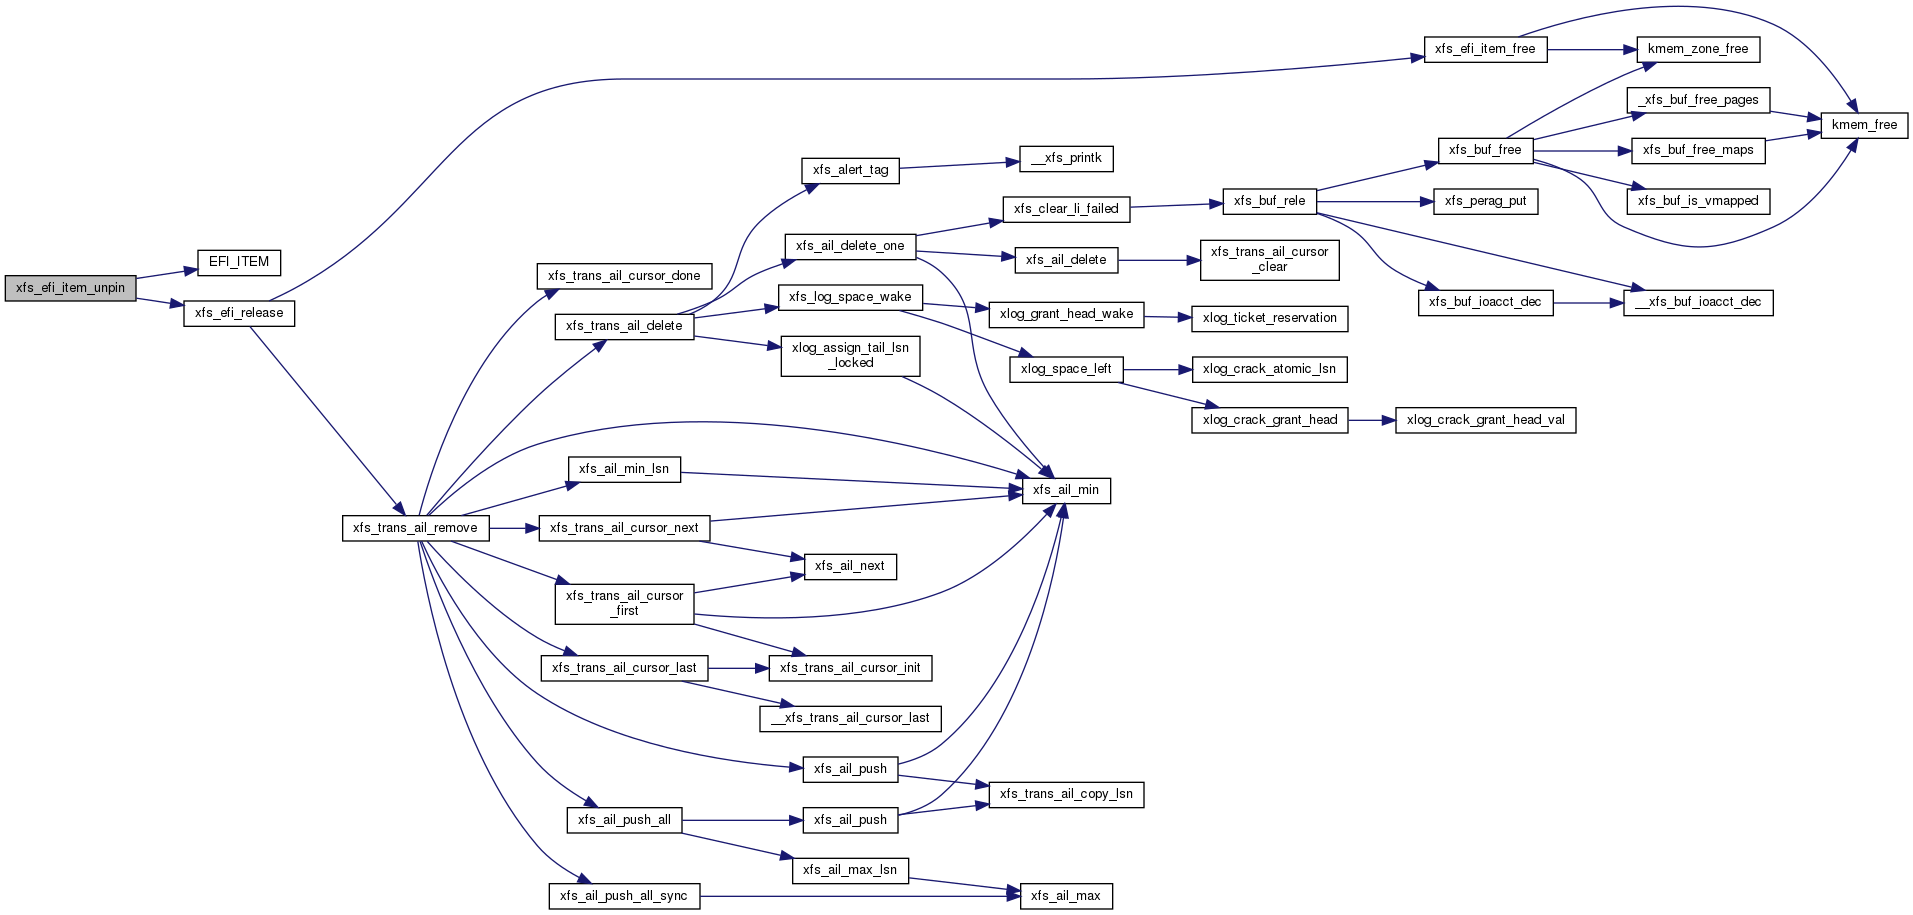 xfs_efi_item_unpin
EFI_ITEM
xfs_efi_release
xfs_trans_ail_remove
xfs_trans_ail_cursor_done
xfs_trans_ail_delete
xfs_ail_min_lsn
xfs_trans_ail_cursor_next
xfs_trans_ail_cursor
_first
xfs_trans_ail_cursor_last
xfs_ail_push_all
xfs_ail_push_all_sync
xfs_alert_tag
xfs_ail_delete_one
xfs_log_space_wake
xlog_assign_tail_lsn
_locked
xfs_ail_next
xfs_trans_ail_cursor_init
__xfs_trans_ail_cursor_last
xfs_ail_push
xfs_ail_push
xfs_ail_max_lsn
__xfs_printk
xfs_clear_li_failed
xfs_ail_delete
xlog_grant_head_wake
xlog_space_left
xfs_ail_min
xfs_trans_ail_copy_lsn
xfs_ail_max
xfs_buf_rele
xfs_trans_ail_cursor
_clear
xlog_ticket_reservation
xlog_crack_atomic_lsn
xlog_crack_grant_head
xfs_efi_item_free
xfs_buf_free
xfs_perag_put
xfs_buf_ioacct_dec
xlog_crack_grant_head_val
kmem_zone_free
_xfs_buf_free_pages
xfs_buf_free_maps
xfs_buf_is_vmapped
__xfs_buf_ioacct_dec
kmem_free